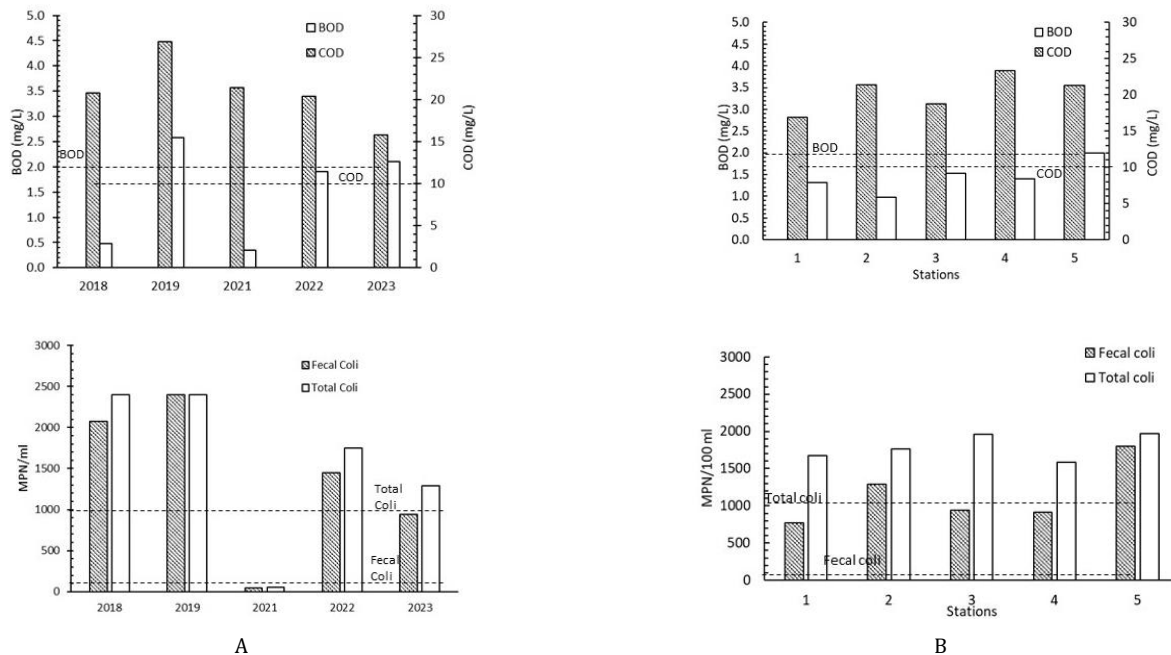 5.0
4.5
4.0
3.5
3.0
2.5
2.0
1.5
1.0
0.5
0.0
BOD (mg/L)
BOD
COD
BOD
COD
30
25
20
15
10
5
0
COD (mg/L)
2018 2019 2021 2022 2023
5.0
4.5
4.0
3.5
3.0
2.5
2.0
1.5
1.0
0.5
0.0
BOD (mg/L)
BOD
COD
BOD
COD
30
25
20
15
10
5
0
COD (mg/L)
1 2 3 4 5
Stations
3000
2500
2000
1500
1000
500
0
MPN/ml
Fecal Coli
Total Coli
Total
Coli
Fecal
Coli
2018 2019 2021 2022 2023
A
3000
2500
2000
1500
1000
500
0
MPN/100 ml
Fecal coli
Total coli
Total coli
Fecal coli
1 2 3 4 5
Stations
B